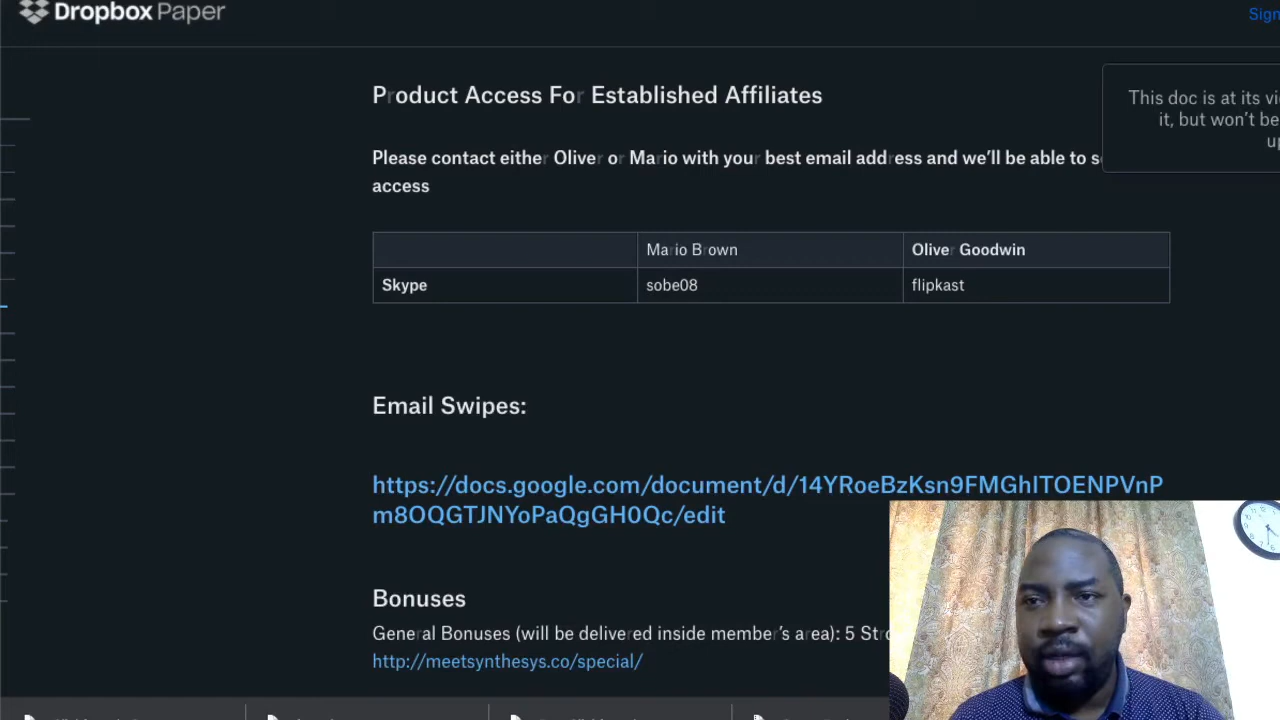 Dropbox Paper
Sign
Product Access For Established Affiliates
This doc is at its
it, but won't be
Please contact either Oliver or Mario with your best email address and we'll be able to
access
Mario Brown
Oliver Goodwin
Skype
sobe08
flipkast
Email Swipes:
https://docs.google.com/document/d/14YRoeBzKsn9FMGhITOENPVnP
m8OQGTJNYoPaQgGH0Qc/edit
Bonuses
General Bonuses (will be delivered inside member's area): 5
http://meetsynthesys.co/special/